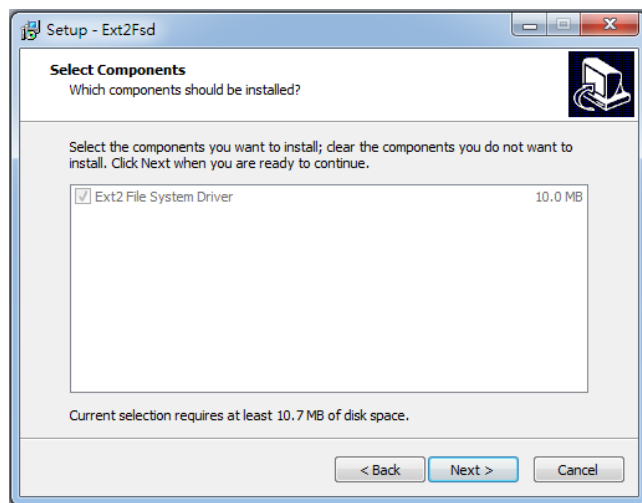 Setup - Ext2Fsd
Select Components
Which components should be installed?
Select the components you want to install; clear the components you do not want to
install. Click Next when you are ready to continue.
Ext2 File System Driver 10.0 MB
Current selection requires at least 10.7 MB of disk space.
< Back Next > Cancel